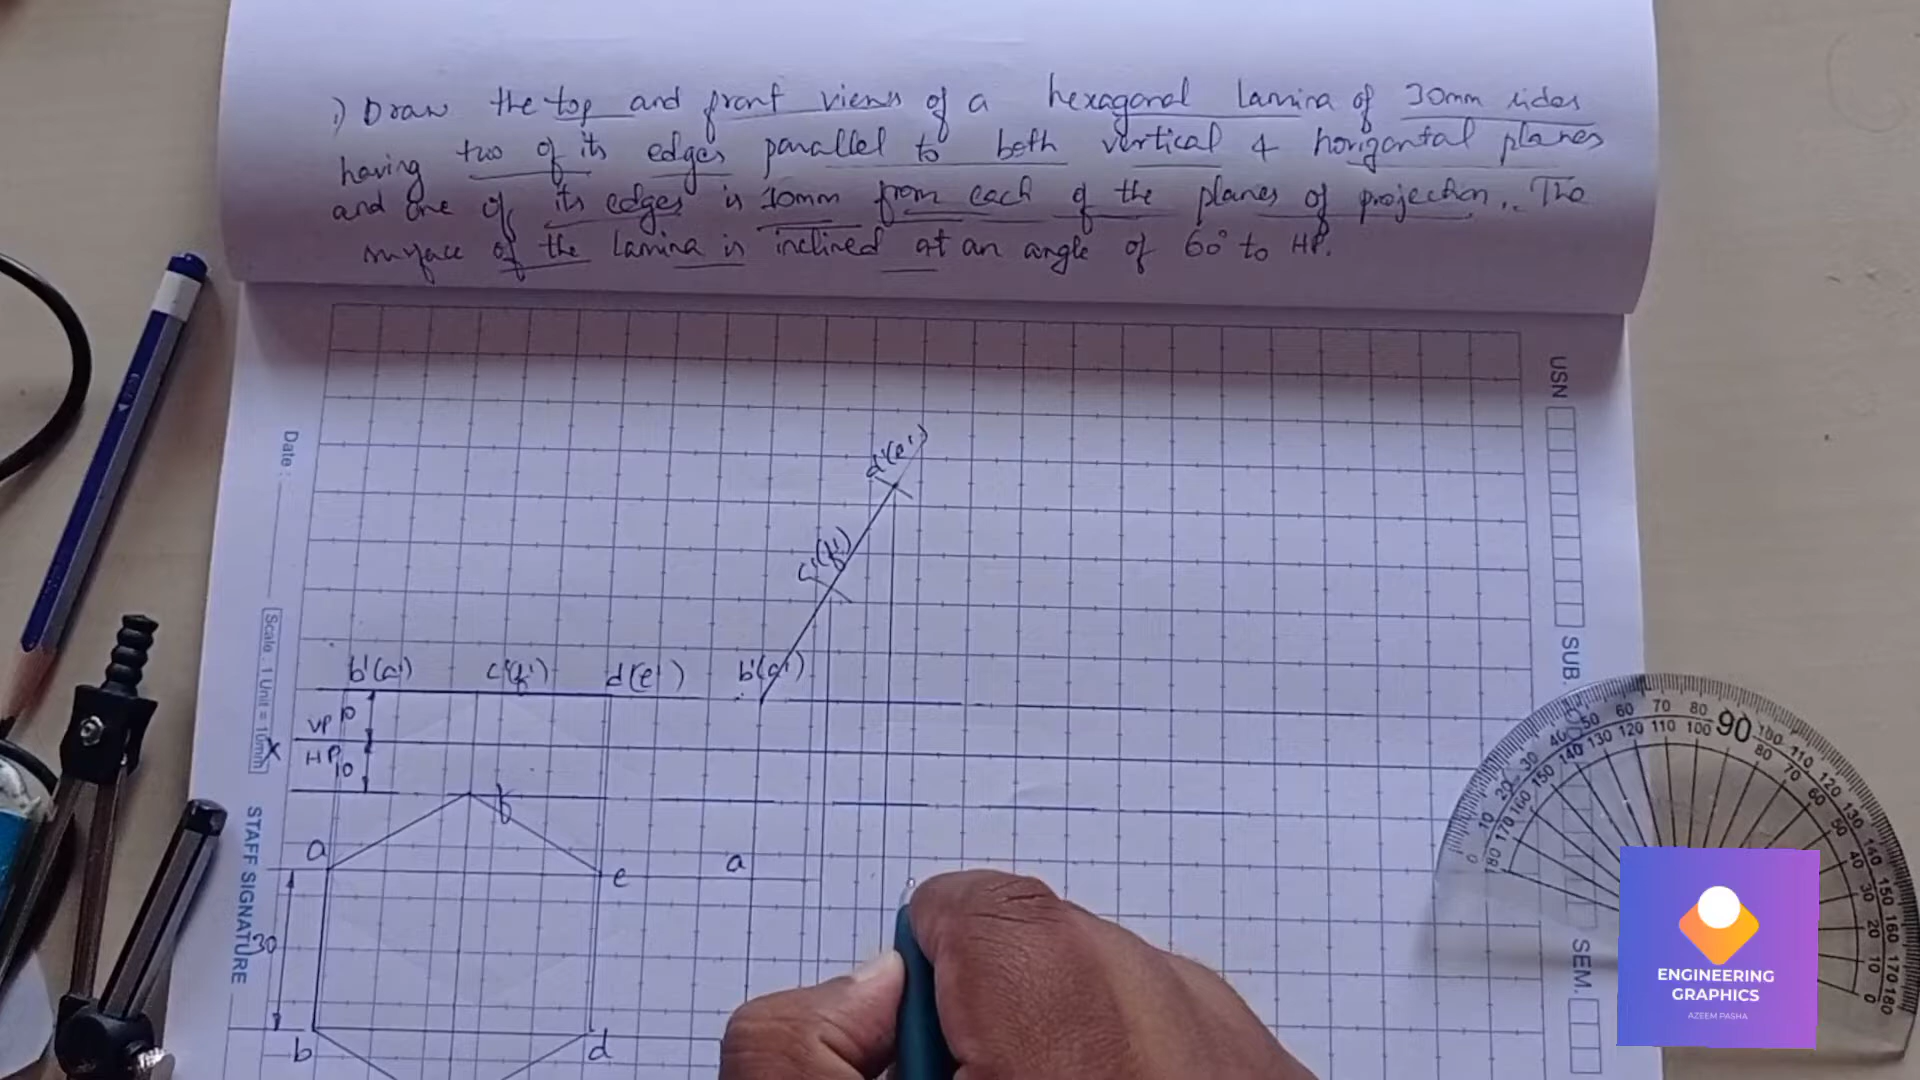 1) Draw the top and front views of a hexagonal lamina of 30mm sides
having two of its edges parallel to both vertical & horizontal planes
and one of its edges is 10mm from each of the planes of projection. The
surface of the lamina is inclined at an angle of 60° to HP.
USN
Date :
d'(e')
c'(f')
SUB.
Scale : 1 Unit = 10mm
b'(a') c'(f') d'(e') b'(a')
VP 10
X
HP 10
f
a e a
30
b d
STAFF SIGNATURE
SEM.
90
ENGINEERING
GRAPHICS
AZEEM PASHA